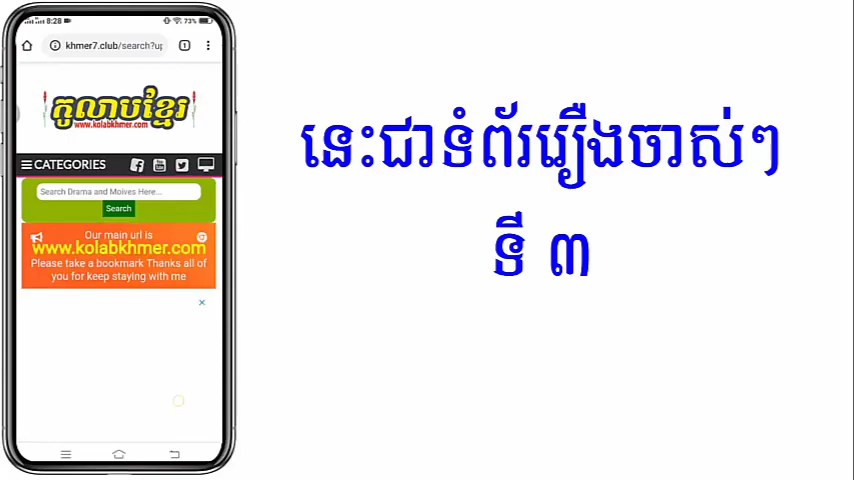 8:28
73%
khmer7.club/search?up
1
កូលាបខ្មែរ
www.kolabkhmer.com
CATEGORIES
Search Drama and Moives Here...
Search
Our main url is
www.kolabkhmer.com
Please take a bookmark Thanks all of
you for keep staying with me
នេះជាទំព័ររឿងចាស់ៗ
ទី ៣